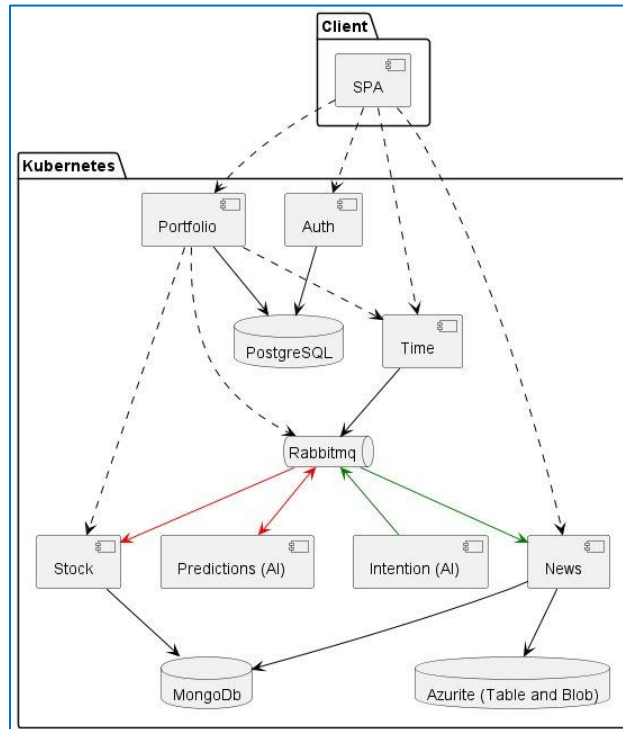 Client
SPA
Kubernetes
Portfolio
Auth
PostgreSQL
Time
Rabbitmq
Stock
Predictions (AI)
Intention (AI)
News
MongoDb
Azurite (Table and Blob)